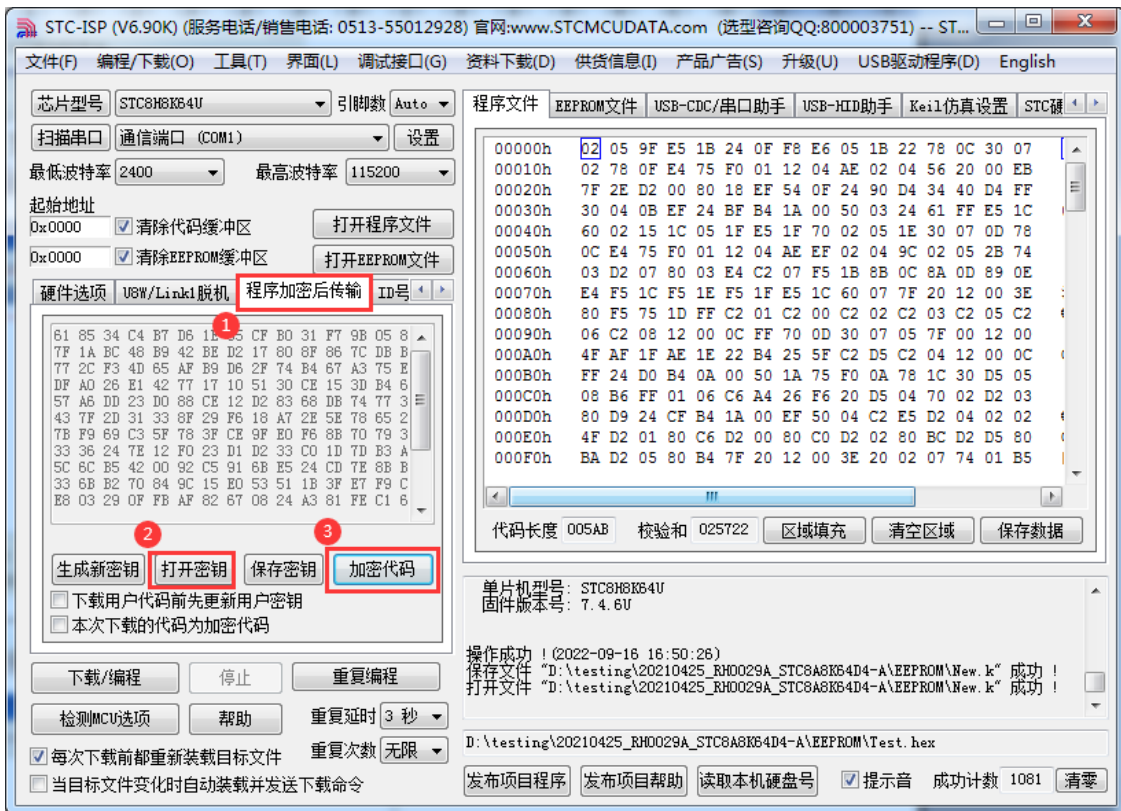 STC-ISP (V6.90K) (服务电话/销售电话: 0513-55012928) 官网:www.STCMCUDATA.com (选型咨询QQ:800003751) -- ST...
文件(F) 编程/下载(O) 工具(T) 界面(L) 调试接口(G) 资料下载(D) 供货信息(I) 产品广告(S) 升级(U) USB驱动程序(D) English
芯片型号 STC8H8K64U 引脚数 Auto
扫描串口 通信端口 (COM1) 设置
最低波特率 2400 最高波特率 115200
起始地址
0x0000 清除代码缓冲区 打开程序文件
0x0000 清除EEPROM缓冲区 打开EEPROM文件
硬件选项 U8W/Link1脱机 程序加密后传输 ID号
1
61 85 34 C4 B7 D6 CF B0 31 F7 9B 05 8
7F 1A BC 48 B9 42 BE D2 17 80 8F 86 7C DB B
77 2C F3 4D 65 AF B9 D6 2F 74 B4 67 A3 75 E
DF A0 26 E1 42 77 17 10 51 30 CE 15 3D B4 6
57 A6 DD 23 D0 88 CE 12 D2 83 68 DB 74 77 3
43 7F 2D 31 33 8F 29 F6 18 A7 2E 5E 78 65 2
7B F9 69 C3 5F 78 3F CE 9F E0 F6 8B 70 79 3
33 36 24 7E 12 F0 23 D1 D2 33 C0 1D 7D B3 A
5C 6C B5 42 00 92 C5 91 6B E5 24 CD 7E 8B B
33 6B B2 70 84 9C 15 E0 53 51 1B 3F E7 F9 C
E8 03 29 0F FB AF 82 67 08 24 A3 81 FE C1 6
2 3
生成新密钥 打开密钥 保存密钥 加密代码
下载用户代码前先更新用户密钥
本次下载的代码为加密代码
下载/编程 停止 重复编程
检测MCU选项 帮助 重复延时 3 秒
每次下载前都重新装载目标文件 重复次数 无限
当目标文件变化时自动装载并发送下载命令
程序文件 EEPROM文件 USB-CDC/串口助手 USB-HID助手 Keil仿真设置 STC硬
00000h 02 05 9F E5 1B 24 0F F8 E6 05 1B 22 78 0C 30 07
00010h 02 78 0F E4 75 F0 01 12 04 AE 02 04 56 20 00 EB
00020h 7F 2E D2 00 80 18 EF 54 0F 24 90 D4 34 40 D4 FF
00030h 30 04 0B EF 24 BF B4 1A 00 50 03 24 61 FF E5 1C
00040h 60 02 15 1C 05 1F E5 1F 70 02 05 1E 30 07 0D 78
00050h 0C E4 75 F0 01 12 04 AE EF 02 04 9C 02 05 2B 74
00060h 03 D2 07 80 03 E4 C2 07 F5 1B 8B 0C 8A 0D 89 0E
00070h E4 F5 1C F5 1E F5 1F E5 1C 60 07 7F 20 12 00 3E
00080h 80 F5 75 1D FF C2 01 C2 00 C2 02 C2 03 C2 05 C2
00090h 06 C2 08 12 00 0C FF 70 0D 30 07 05 7F 00 12 00
000A0h 4F AF 1F AE 1E 22 B4 25 5F C2 D5 C2 04 12 00 0C
000B0h FF 24 D0 B4 0A 00 50 1A 75 F0 0A 78 1C 30 D5 05
000C0h 08 B6 FF 01 06 C6 A4 26 F6 20 D5 04 70 02 D2 03
000D0h 80 D9 24 CF B4 1A 00 EF 50 04 C2 E5 D2 04 02 02
000E0h 4F D2 01 80 C6 D2 00 80 C0 D2 02 80 BC D2 D5 80
000F0h BA D2 05 80 B4 7F 20 12 00 3E 20 02 07 74 01 B5
代码长度 005AB 校验和 025722 区域填充 清空区域 保存数据
单片机型号: STC8H8K64U
固件版本号: 7.4.6U
操作成功 !(2022-09-16 16:50:26)
保存文件 "D:\testing\20210425_RH0029A_STC8A8K64D4-A\EEPROM\New.k" 成功 !
打开文件 "D:\testing\20210425_RH0029A_STC8A8K64D4-A\EEPROM\New.k" 成功 !
D:\testing\20210425_RH0029A_STC8A8K64D4-A\EEPROM\Test.hex
发布项目程序 发布项目帮助 读取本机硬盘号 提示音 成功计数 1081 清零